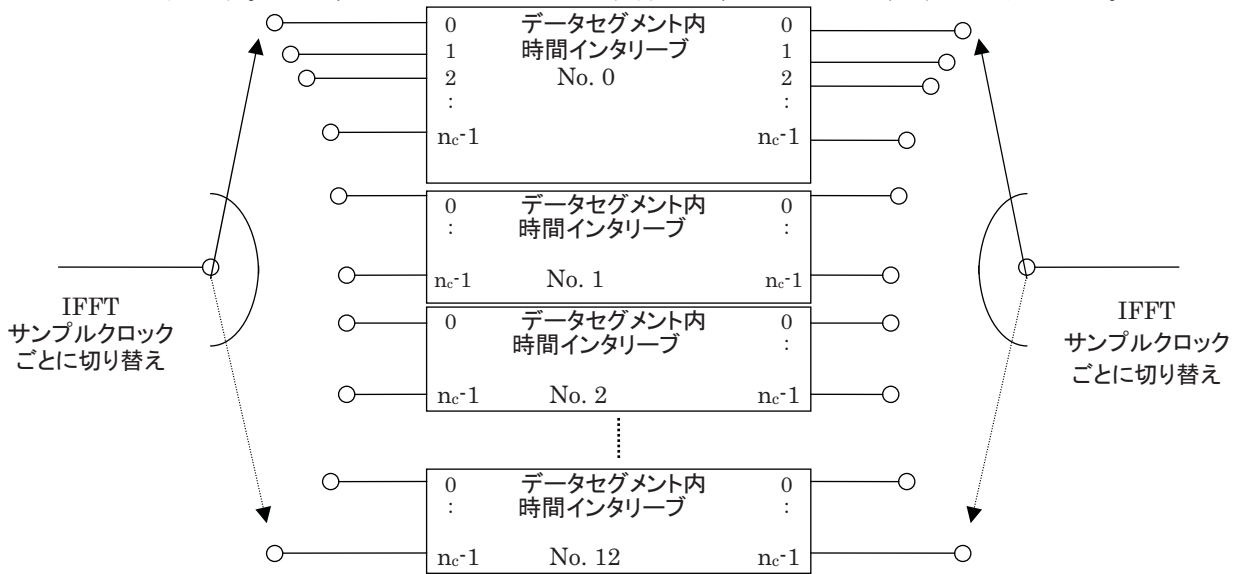 0 データセグメント内 0
1 時間インタリーブ 1
2 No. 0 2
: :
nc-1 nc-1
0 データセグメント内 0
: 時間インタリーブ :
nc-1 No. 1 nc-1
0 データセグメント内 0
時間インタリーブ :
nc-1 No. 2 nc-1
0 データセグメント内 0
: 時間インタリーブ :
nc-1 No. 12 nc-1
IFFT
サンプルクロック
ごとに切り替え
IFFT
サンプルクロック
ごとに切り替え